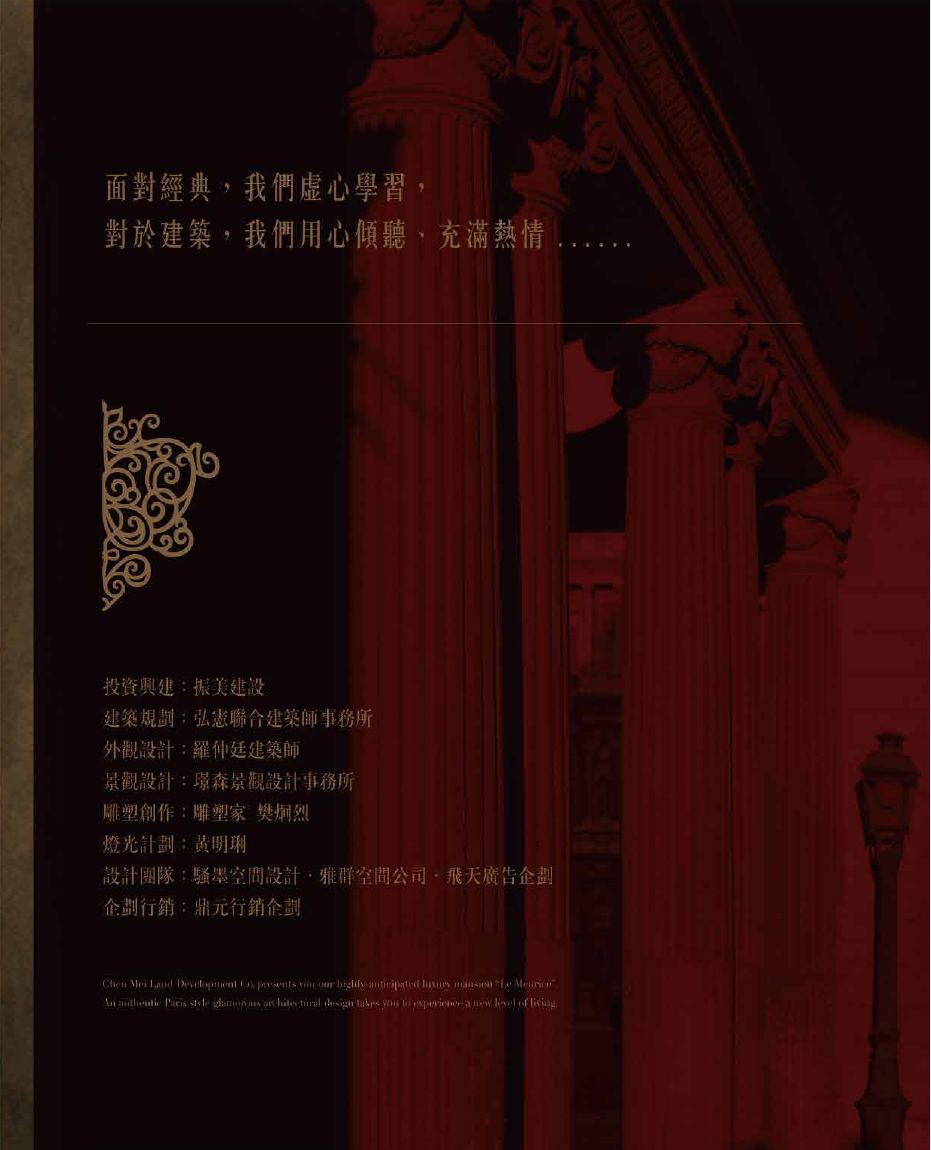 面對經典，我們虛心學習，
對於建築，我們用心傾聽、充滿熱情......
投資興建：振美建設
建築規劃：弘憲聯合建築師事務所
外觀設計：羅仲廷建築師
景觀設計：璟森景觀設計事務所
雕塑創作：雕塑家 樊炯烈
燈光計劃：黃明琍
設計團隊：騷墨空間設計．雅群空間公司．飛天廣告企劃
企劃行銷：鼎元行銷企劃
Chen Mei Land Development Co, presents you our highly-anticipated luxury mansion "Le Meurice".
An authentic Paris style glamorous architectural design takes you to experience a new level of living.